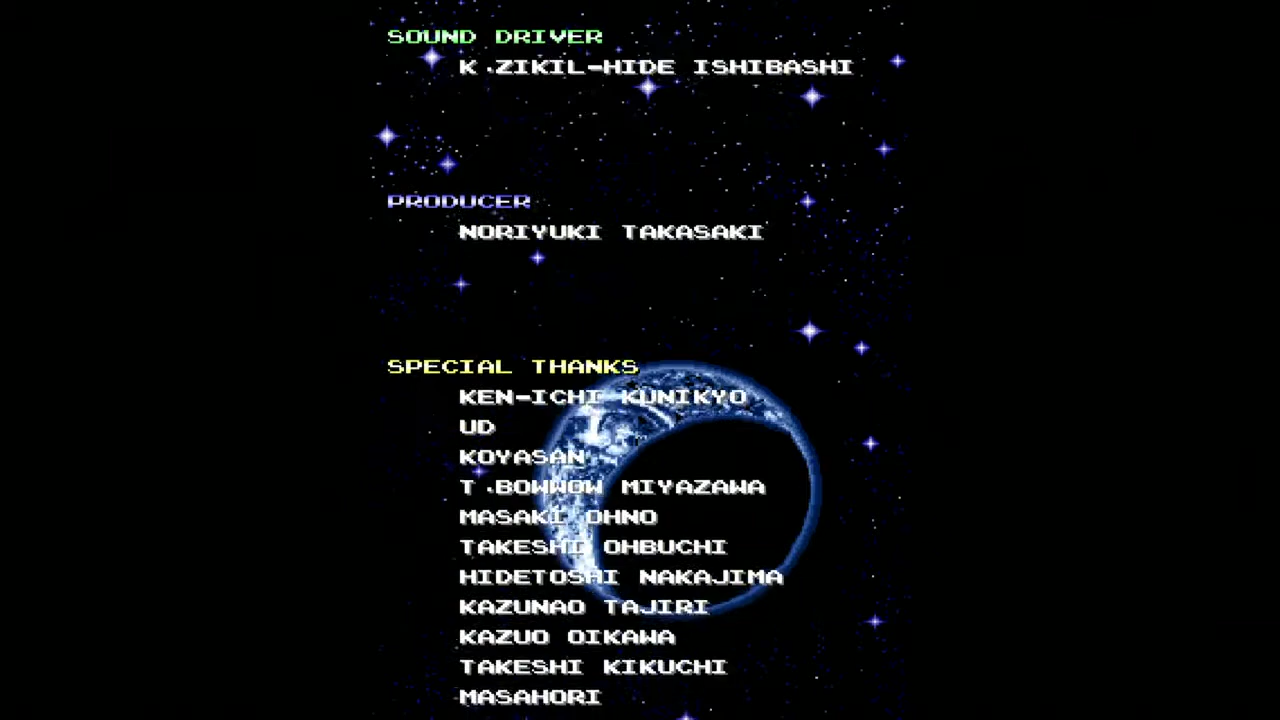 SOUND DRIVER
K.ZIKIL-HIDE ISHIBASHI
PRODUCER
NORIYUKI TAKASAKI
SPECIAL THANKS
KEN-ICHI KUNIKYO
UD
KOYASAN
T.BOWWOW MIYAZAWA
MASAKI OHNO
TAKESHI OHBUCHI
HIDETOSHI NAKAJIMA
KAZUNAO TAJIRI
KAZUO OIKAWA
TAKESHI KIKUCHI
MASAHORI